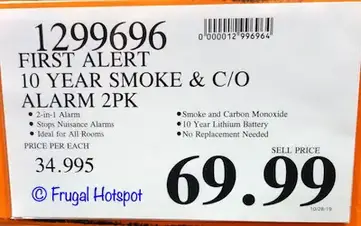 1299696
0 000012 996964
FIRST ALERT
10 YEAR SMOKE & C/O
ALARM 2PK
• 2-in-1 Alarm
• Stops Nuisance Alarms
• Ideal for All Rooms
• Smoke and Carbon Monoxide
• 10 Year Lithium Battery
• No Replacement Needed
PRICE PER EACH
34.995
SELL PRICE
69.99
© Frugal Hotspot
10/28/19